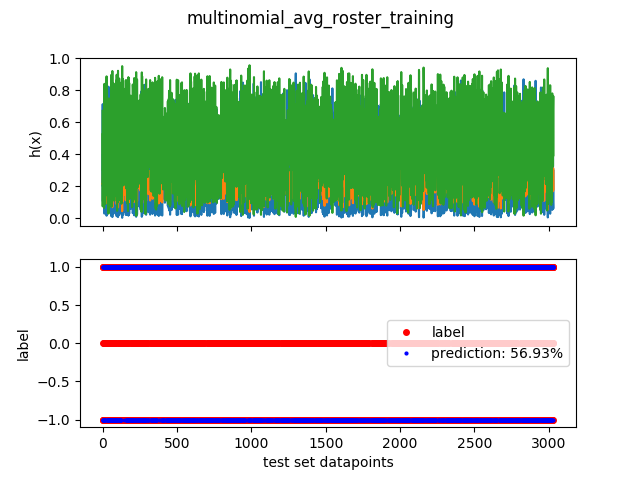 multinomial_avg_roster_training
1.0
0.8
0.6
0.4
0.2
0.0
h(x)
1.0
0.5
0.0
−0.5
−1.0
label
label
prediction: 56.93%
0 500 1000 1500 2000 2500 3000
test set datapoints